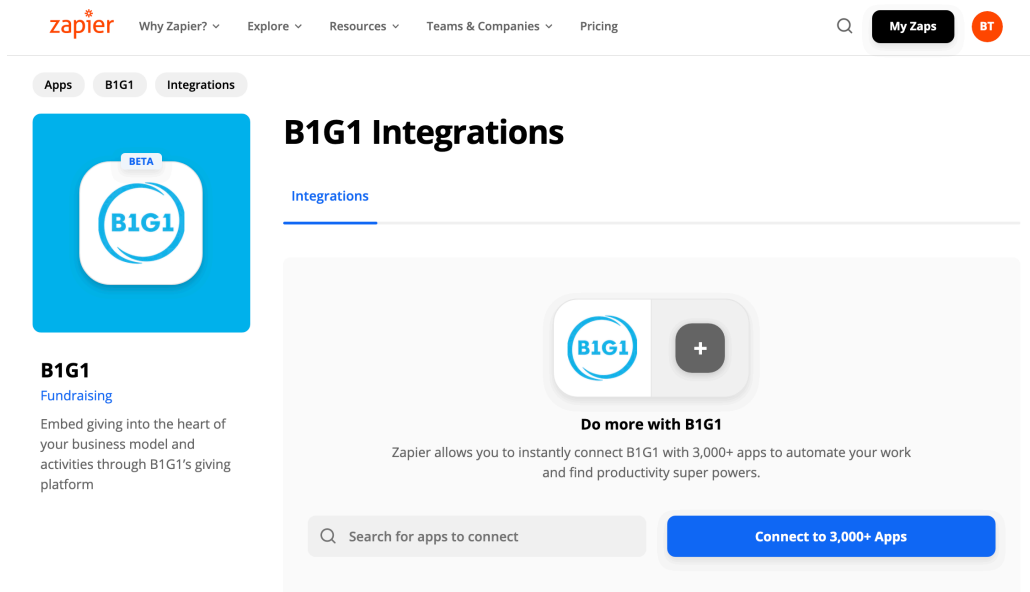 zapier
Why Zapier?
Explore
Resources
Teams & Companies
Pricing
My Zaps
BT
Apps
B1G1
Integrations
BETA
B1G1
B1G1
Fundraising
Embed giving into the heart of
your business model and
activities through B1G1's giving
platform
B1G1 Integrations
Integrations
B1G1
+
Do more with B1G1
Zapier allows you to instantly connect B1G1 with 3,000+ apps to automate your work
and find productivity super powers.
Search for apps to connect
Connect to 3,000+ Apps